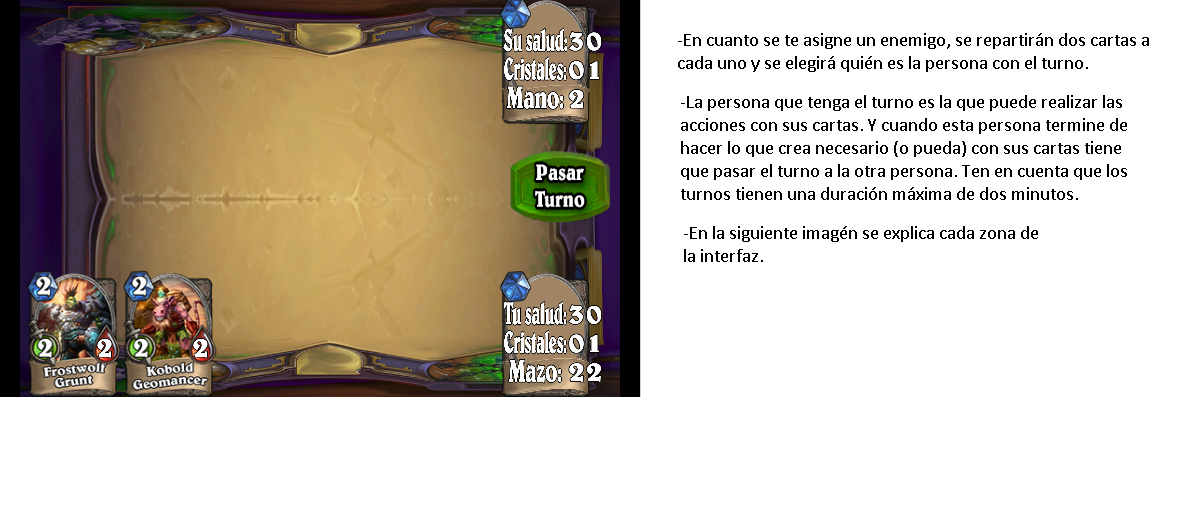 Su salud:30
Cristales:01
Mano: 2
Pasar
Turno
2
2
2
Frostwolf
Grunt
2
2
2
Kobold
Geomancer
Tu salud:30
Cristales:01
Mazo: 22
-En cuanto se te asigne un enemigo, se repartirán dos cartas a
cada uno y se elegirá quién es la persona con el turno.
-La persona que tenga el turno es la que puede realizar las
acciones con sus cartas. Y cuando esta persona termine de
hacer lo que crea necesario (o pueda) con sus cartas tiene
que pasar el turno a la otra persona. Ten en cuenta que los
turnos tienen una duración máxima de dos minutos.
-En la siguiente imagén se explica cada zona de
la interfaz.